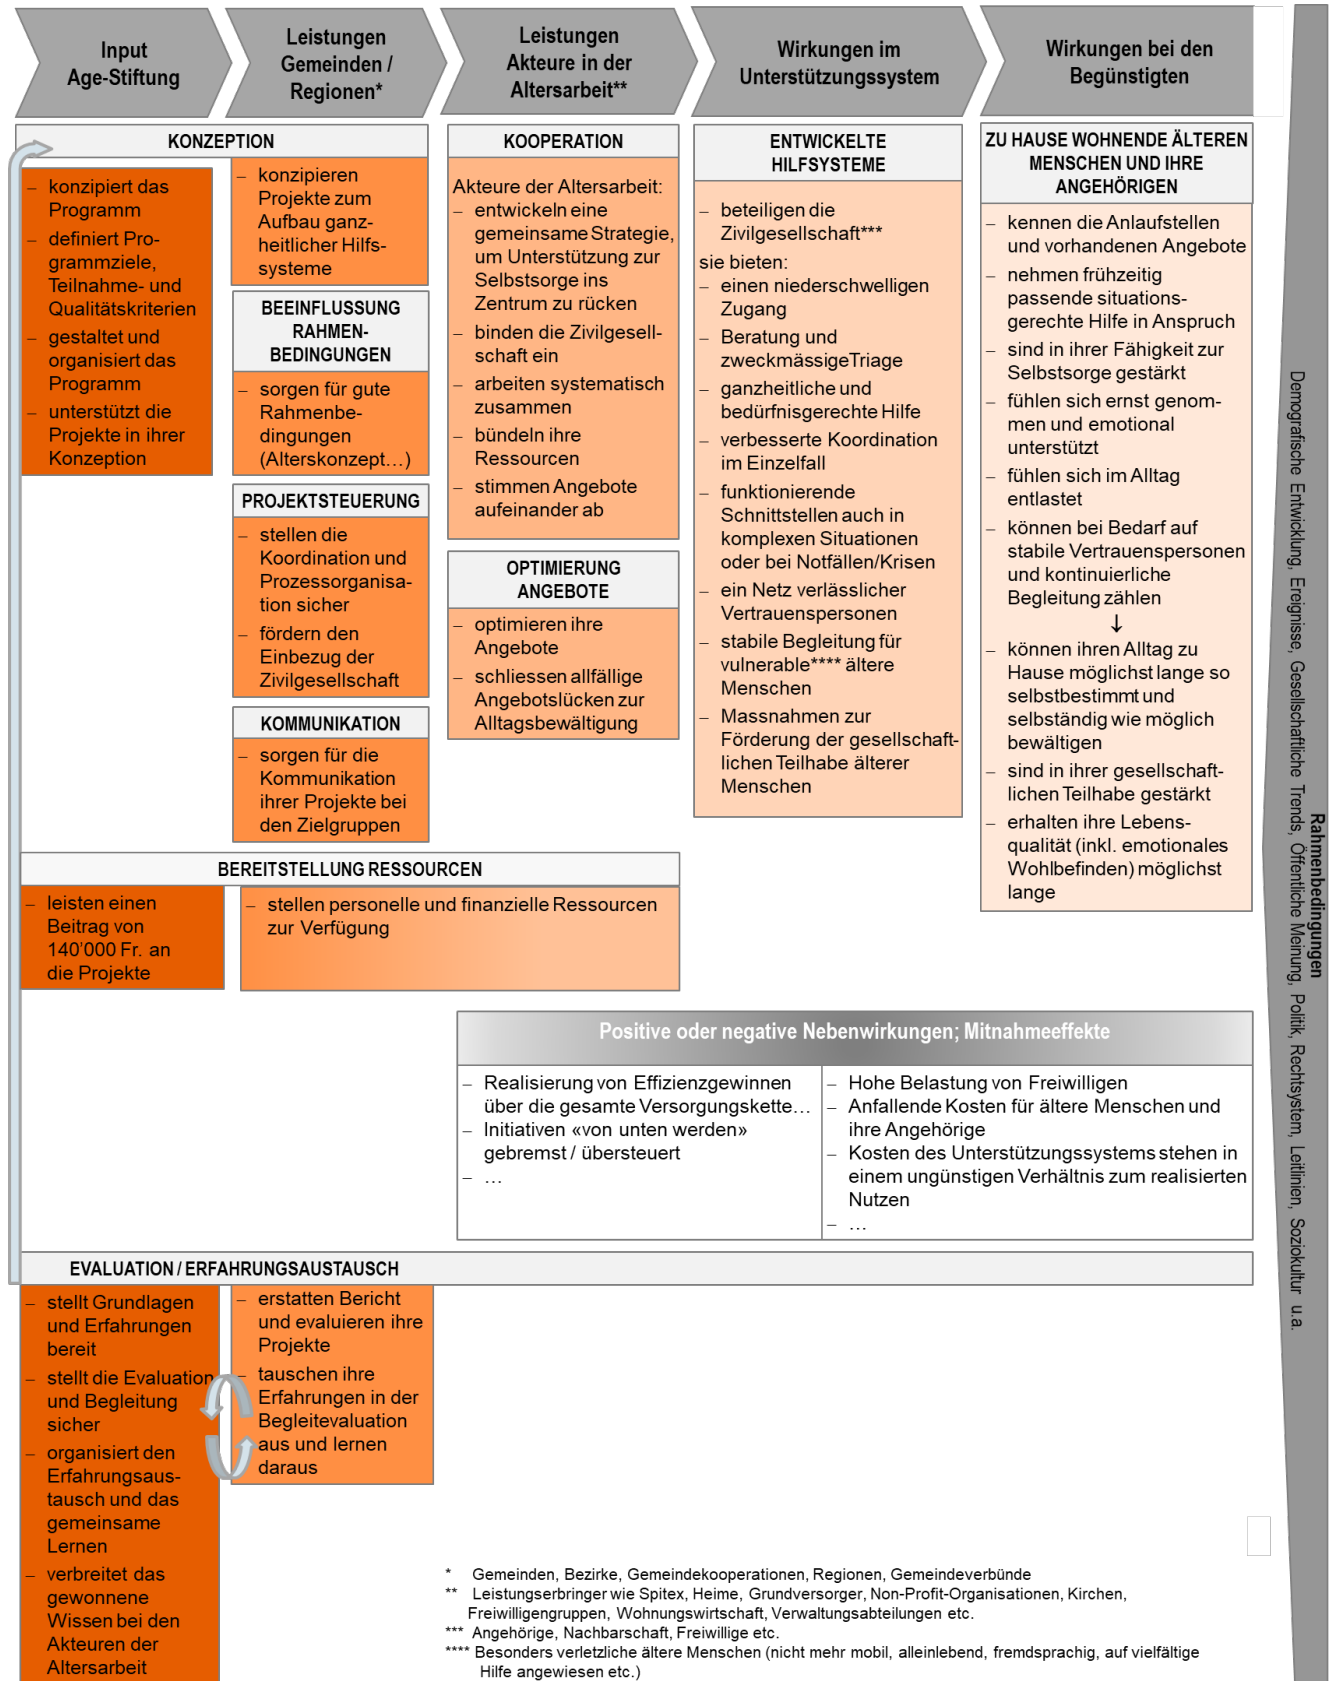 Input
Age-Stiftung
Leistungen
Gemeinden /
Regionen*
Leistungen
Akteure in der
Altersarbeit**
Wirkungen im
Unterstützungssystem
Wirkungen bei den
Begünstigten
KONZEPTION
– konzipiert das
Programm
– definiert Pro-
grammziele,
Teilnahme- und
Qualitätskriterien
– gestaltet und
organisiert das
Programm
– unterstützt die
Projekte in ihrer
Konzeption
– konzipieren
Projekte zum
Aufbau ganz-
heitlicher Hilfs-
systeme
BEEINFLUSSUNG
RAHMEN-
BEDINGUNGEN
– sorgen für gute
Rahmenbe-
dingungen
(Alterskonzept…)
PROJEKTSTEUERUNG
– stellen die
Koordination und
Prozessorganisa-
tion sicher
– fördern den
Einbezug der
Zivilgesellschaft
KOMMUNIKATION
– sorgen für die
Kommunikation
ihrer Projekte bei
den Zielgruppen
KOOPERATION
Akteure der Altersarbeit:
– entwickeln eine
gemeinsame Strategie,
um Unterstützung zur
Selbstsorge ins
Zentrum zu rücken
– binden die Zivilgesell-
schaft ein
– arbeiten systematisch
zusammen
– bündeln ihre
Ressourcen
– stimmen Angebote
aufeinander ab
OPTIMIERUNG
ANGEBOTE
– optimieren ihre
Angebote
– schliessen allfällige
Angebotslücken zur
Alltagsbewältigung
ENTWICKELTE
HILFSYSTEME
– beteiligen die
Zivilgesellschaft***
sie bieten:
– einen niederschwelligen
Zugang
– Beratung und
zweckmässigeTriage
– ganzheitliche und
bedürfnisgerechte Hilfe
– verbesserte Koordination
im Einzelfall
– funktionierende
Schnittstellen auch in
komplexen Situationen
oder bei Notfällen/Krisen
– ein Netz verlässlicher
Vertrauenspersonen
– stabile Begleitung für
vulnerable**** ältere
Menschen
– Massnahmen zur
Förderung der gesellschaft-
lichen Teilhabe älterer
Menschen
ZU HAUSE WOHNENDE ÄLTEREN
MENSCHEN UND IHRE
ANGEHÖRIGEN
– kennen die Anlaufstellen
und vorhandenen Angebote
– nehmen frühzeitig
passende situations-
gerechte Hilfe in Anspruch
– sind in ihrer Fähigkeit zur
Selbstsorge gestärkt
– fühlen sich ernst genom-
men und emotional
unterstützt
– fühlen sich im Alltag
entlastet
– können bei Bedarf auf
stabile Vertrauenspersonen
und kontinuierliche
Begleitung zählen
↓
– können ihren Alltag zu
Hause möglichst lange so
selbstbestimmt und
selbständig wie möglich
bewältigen
– sind in ihrer gesellschaft-
lichen Teilhabe gestärkt
– erhalten ihre Lebens-
qualität (inkl. emotionales
Wohlbefinden) möglichst
lange
BEREITSTELLUNG RESSOURCEN
– leisten einen
Beitrag von
140’000 Fr. an
die Projekte
– stellen personelle und finanzielle Ressourcen
zur Verfügung
Positive oder negative Nebenwirkungen; Mitnahmeeffekte
– Realisierung von Effizienzgewinnen
über die gesamte Versorgungskette…
– Initiativen «von unten werden»
gebremst / übersteuert
– …
– Hohe Belastung von Freiwilligen
– Anfallende Kosten für ältere Menschen und
ihre Angehörige
– Kosten des Unterstützungssystems stehen in
einem ungünstigen Verhältnis zum realisierten
Nutzen
– …
EVALUATION / ERFAHRUNGSAUSTAUSCH
– stellt Grundlagen
und Erfahrungen
bereit
– stellt die Evaluation
und Begleitung
sicher
– organisiert den
Erfahrungsaus-
tausch und das
gemeinsame
Lernen
– verbreitet das
gewonnene
Wissen bei den
Akteuren der
Altersarbeit
– erstatten Bericht
und evaluieren ihre
Projekte
– tauschen ihre
Erfahrungen in der
Begleitevaluation
aus und lernen
daraus
Rahmenbedingungen
Demografische Entwicklung, Ereignisse, Gesellschaftliche Trends, Öffentliche Meinung, Politik, Rechtsystem, Leitlinien, Soziokultur u.a.
* Gemeinden, Bezirke, Gemeindekooperationen, Regionen, Gemeindeverbünde
** Leistungserbringer wie Spitex, Heime, Grundversorger, Non-Profit-Organisationen, Kirchen,
Freiwilligengruppen, Wohnungswirtschaft, Verwaltungsabteilungen etc.
*** Angehörige, Nachbarschaft, Freiwillige etc.
**** Besonders verletzliche ältere Menschen (nicht mehr mobil, alleinlebend, fremdsprachig, auf vielfältige
Hilfe angewiesen etc.)